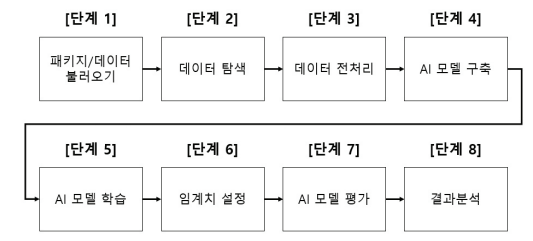 [단계 1]
[단계 2]
[단계 3]
[단계 4]
패키지/데이터
불러오기
데이터 탐색
데이터 전처리
AI 모델 구축
[단계 5]
[단계 6]
[단계 7]
[단계 8]
AI 모델 학습
임계치 설정
AI 모델 평가
결과분석